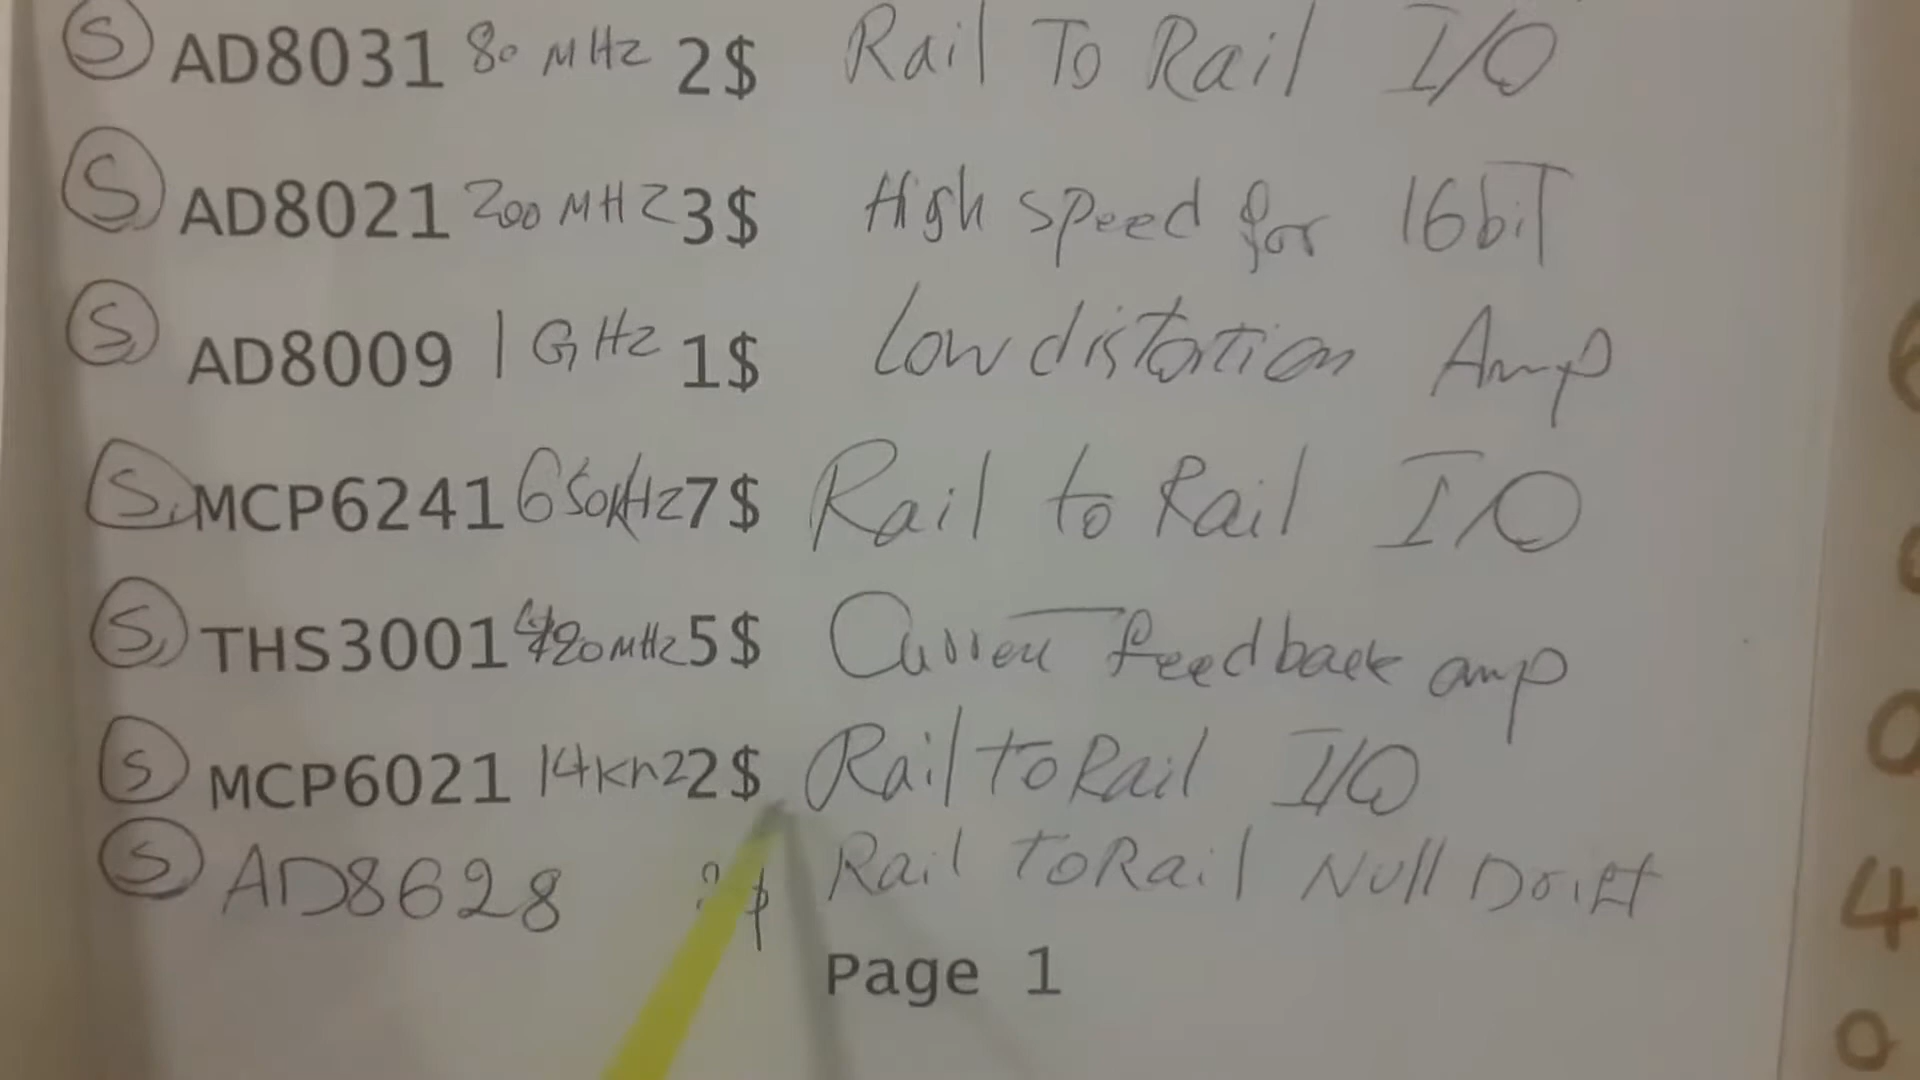 S AD8031 80 MHz 2$ Rail To Rail I/O
S AD8021 200 MHZ 3$ High speed for 16bit
S AD8009 1 GHz 1$ Low distortion Amp
S MCP6241 650kHz 7$ Rail to Rail I/O
S THS3001 420MHz 5$ Current feedback amp
S MCP6021 14KHz 2$ Rail to Rail I/O
S AD8628 $ Rail To Rail Null Drift
Page 1
4
0